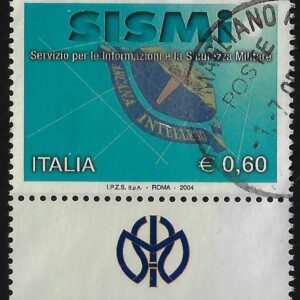 SISMI
Servizio per le Informazioni e la Sicurezza Militare
ITALIA
€ 0,60
I.P.Z.S. S.p.A. - ROMA - 2004
POSTE